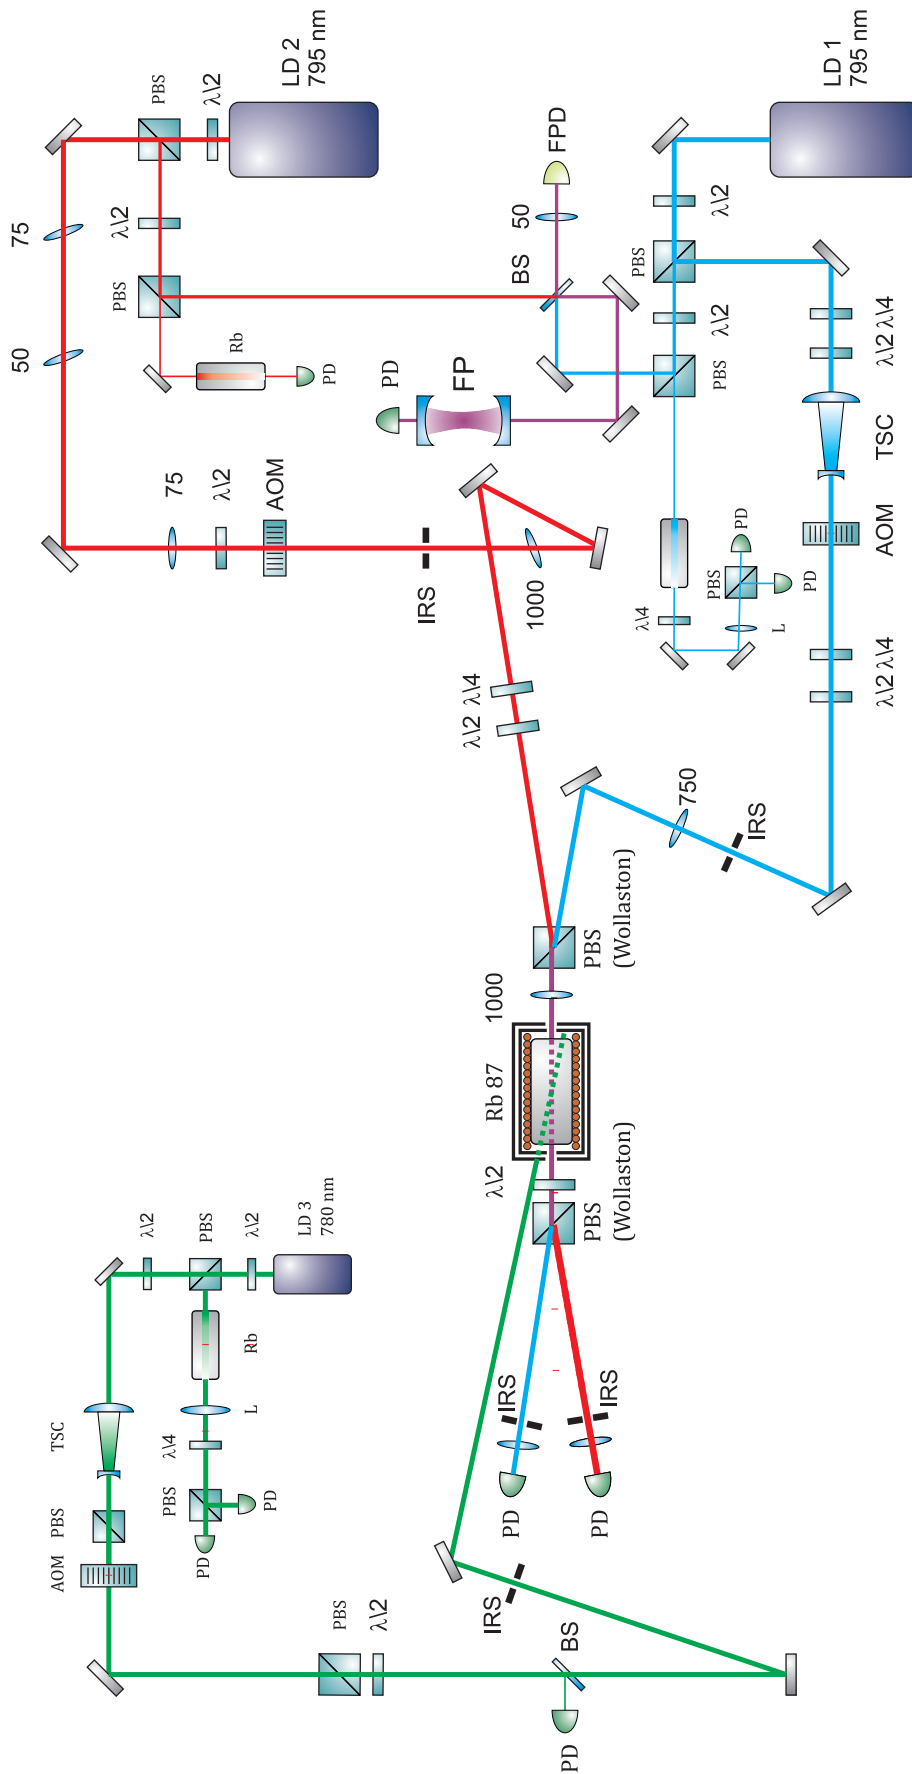 LD 2
795 nm
PBS
λ\2
75
λ\2
PBS
50
Rb
PD
FPD
50
BS
PD
FP
LD 1
795 nm
λ\2
PBS
λ\2
PBS
λ\2 λ\4
TSC
AOM
75
λ\2
AOM
IRS
1000
PD
PBS
PD
λ\4
L
λ\2 λ\4
λ\2 λ\4
750
IRS
PBS
(Wollaston)
1000
Rb 87
λ\2
PBS
(Wollaston)
λ\2
PBS
λ\2
LD 3
780 nm
Rb
L
λ\4
PBS
PD
PD
TSC
PBS
AOM
IRS
IRS
PD
PD
IRS
PBS
λ\2
BS
PD